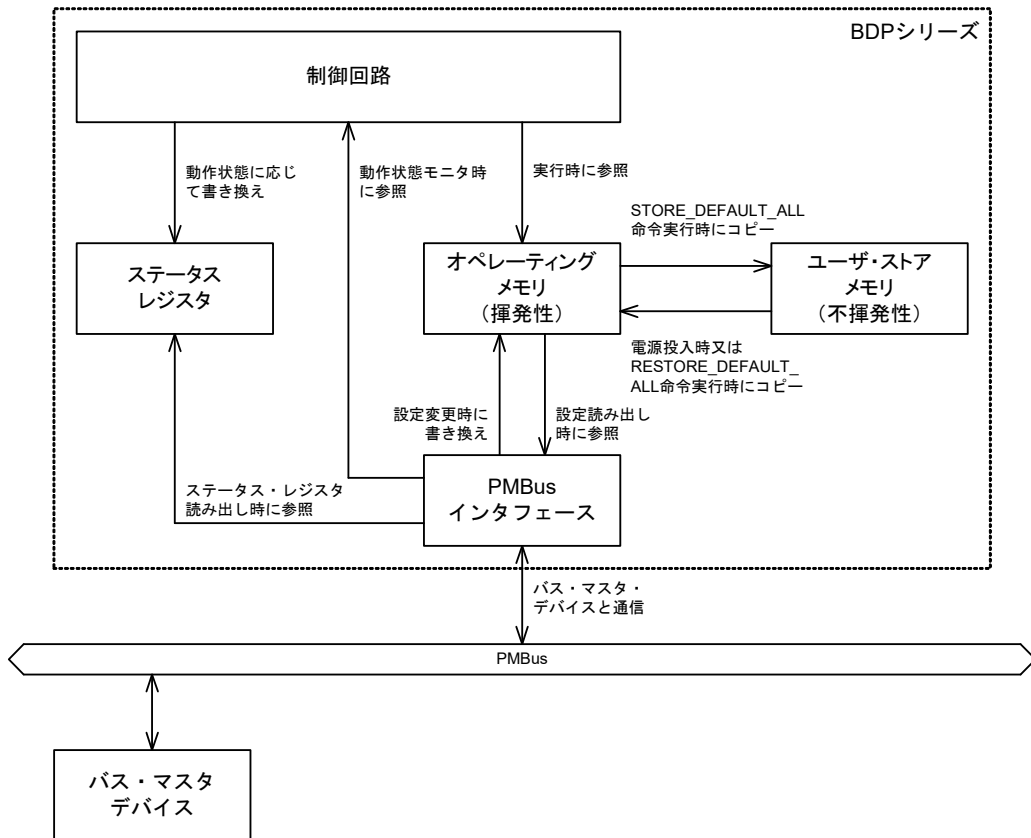 BDPシリーズ
制御回路
動作状態に応じ
て書き換え
動作状態モニタ時
に参照
実行時に参照
STORE_DEFAULT_ALL
命令実行時にコピー
ステータス
レジスタ
オペレーティング
メモリ
（揮発性）
ユーザ・ストア
メモリ
（不揮発性）
電源投入時又は
RESTORE_DEFAULT_
ALL命令実行時にコピー
設定変更時に
書き換え
設定読み出し
時に参照
ステータス・レジスタ
読み出し時に参照
PMBus
インタフェース
バス・マスタ・
デバイスと通信
PMBus
バス・マスタ
デバイス